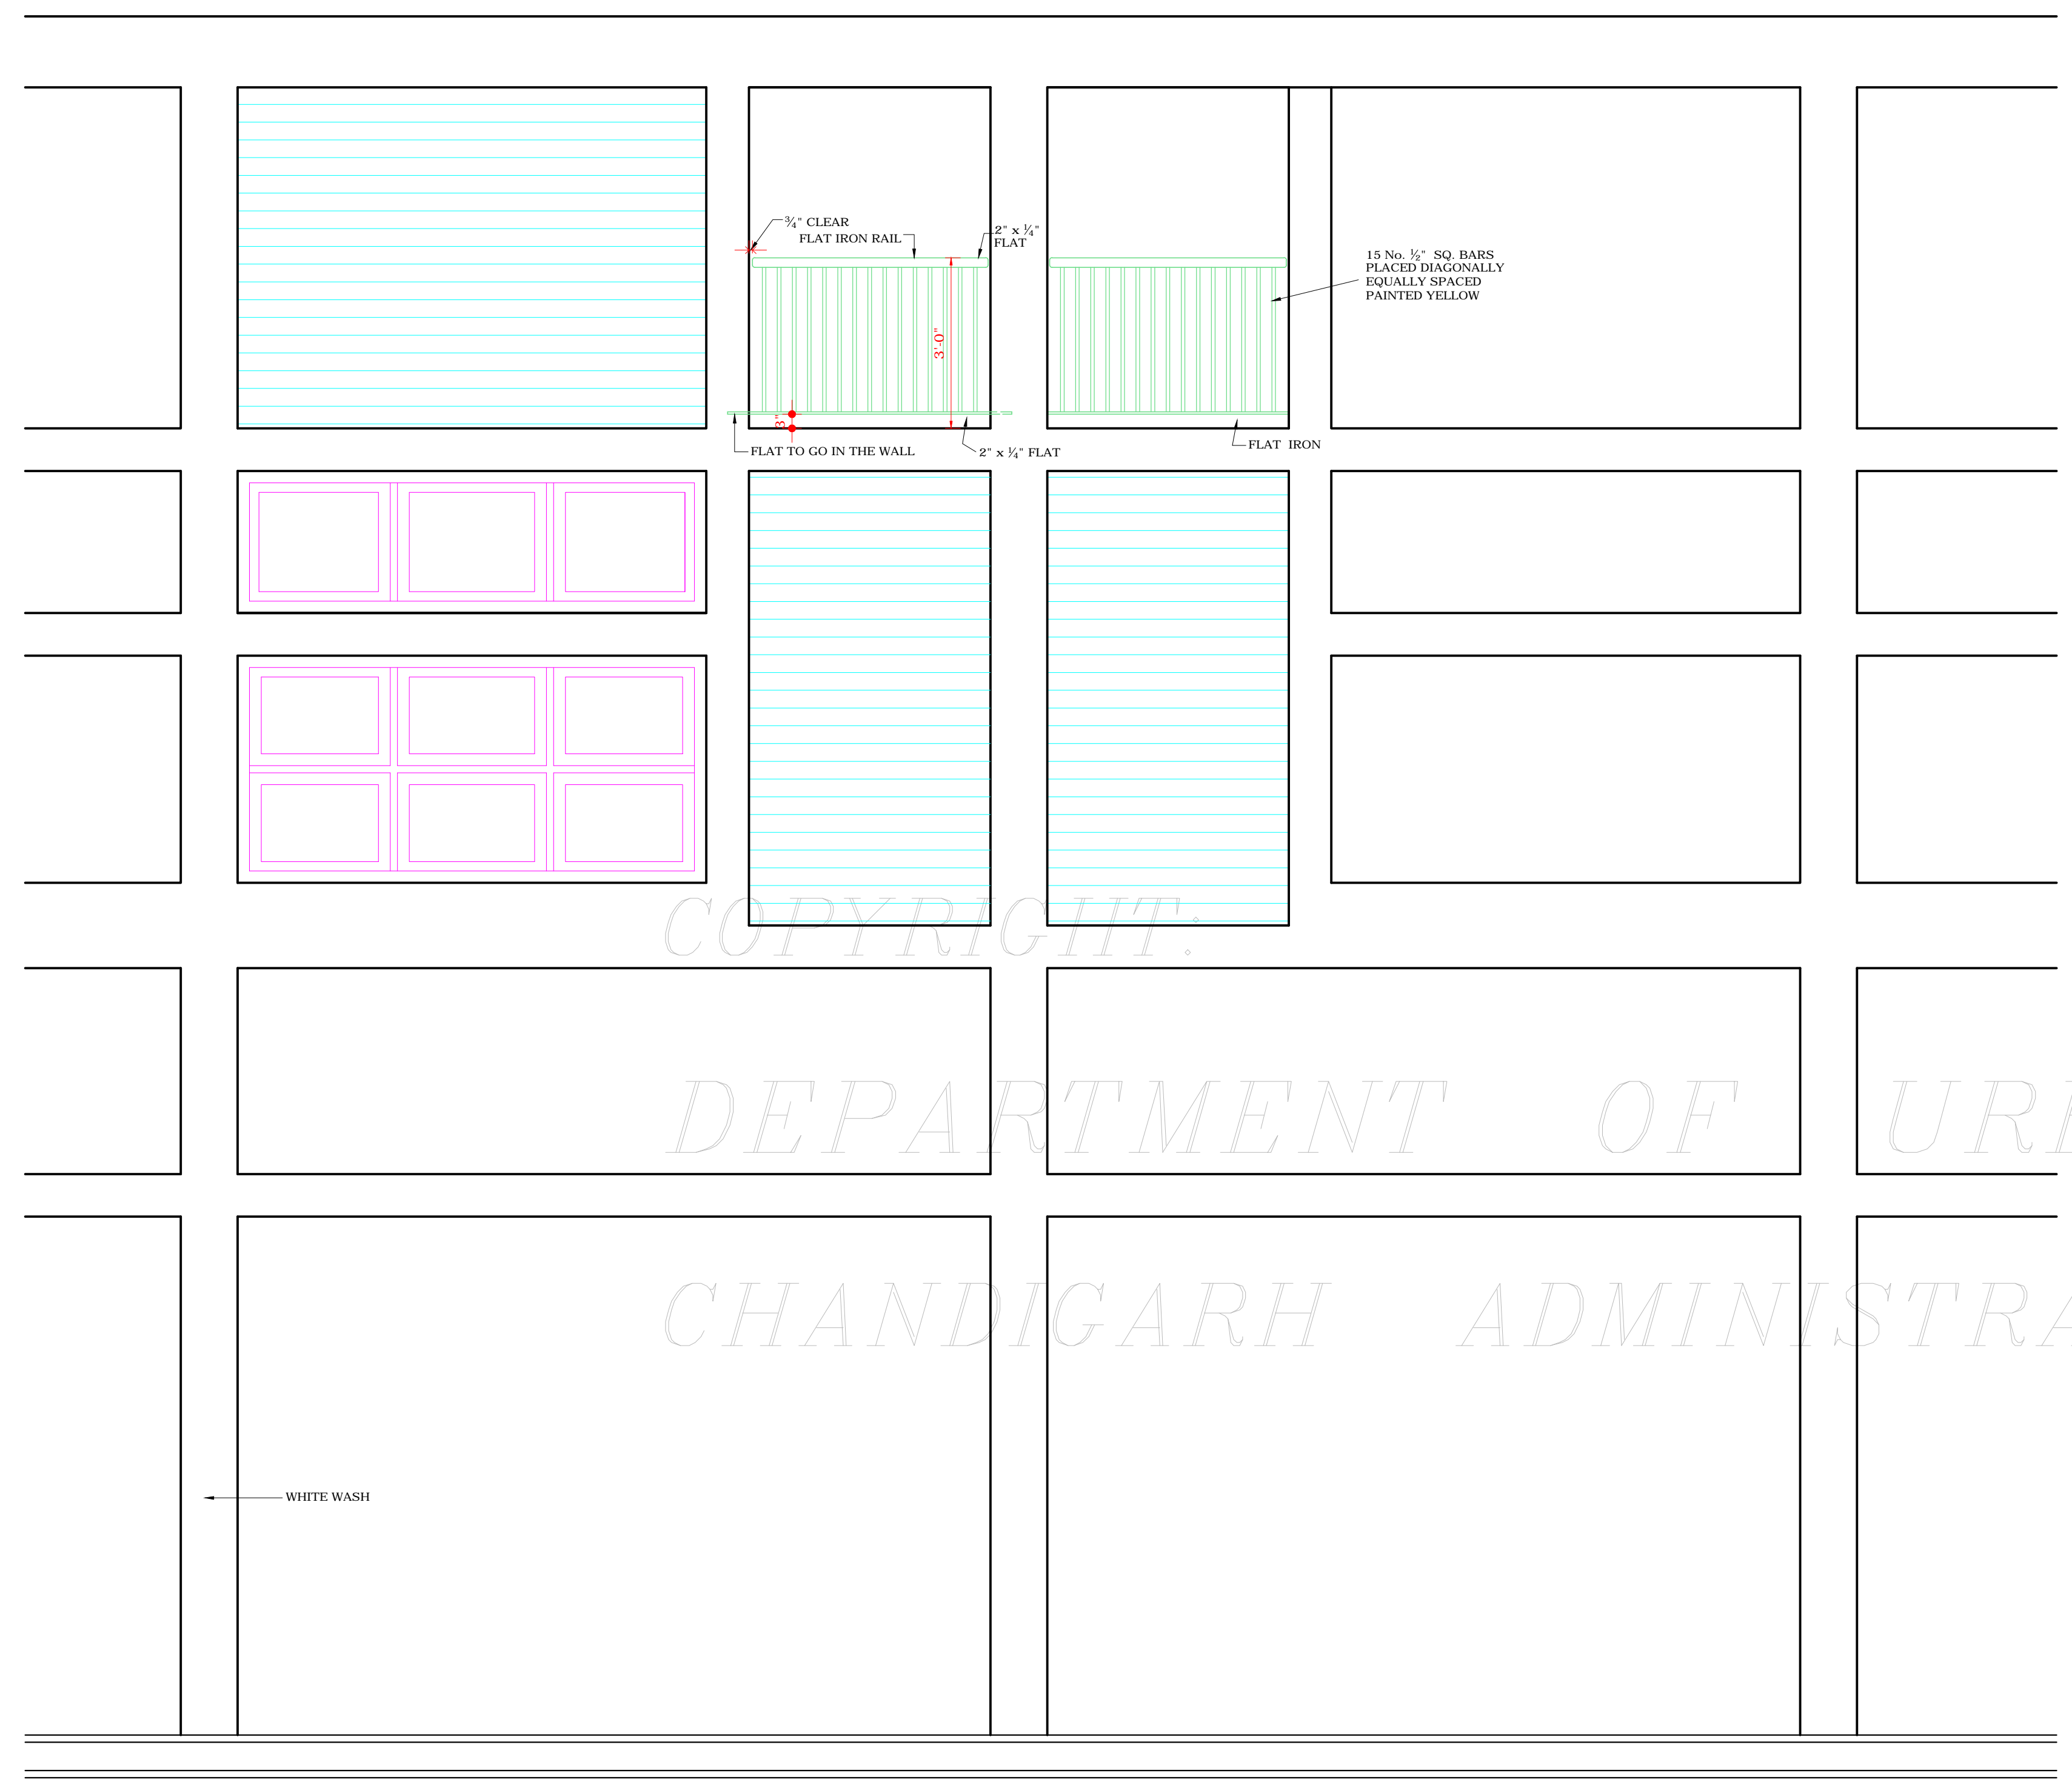 ¾" CLEAR
FLAT IRON RAIL
2" x ¼"
FLAT
15 No. ½" SQ. BARS
PLACED DIAGONALLY
EQUALLY SPACED
PAINTED YELLOW
3'-0"
3"
FLAT TO GO IN THE WALL
2" x ¼" FLAT
FLAT IRON
COPYRIGHT:
DEPARTMENT OF
CHANDIGARH
WHITE WASH